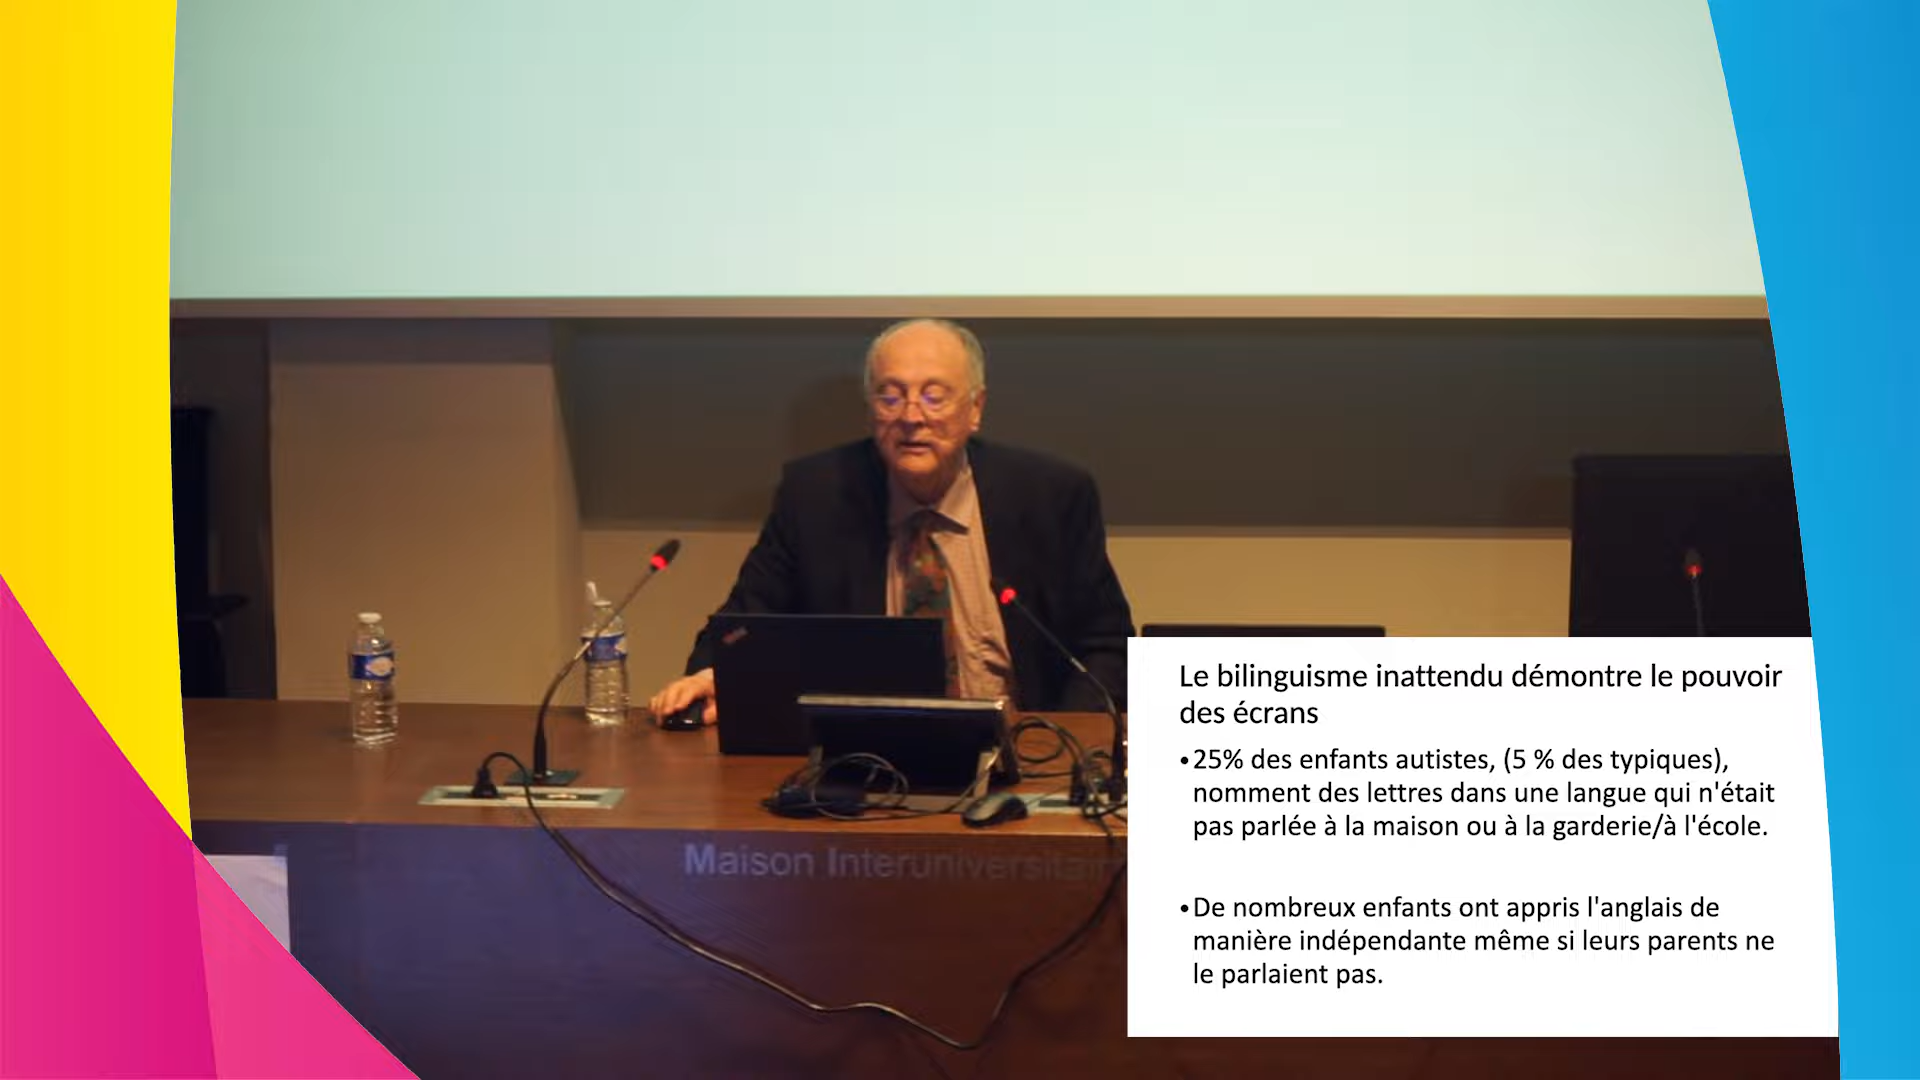 Maison Interuniversitair
Le bilinguisme inattendu démontre le pouvoir
des écrans
•25% des enfants autistes, (5 % des typiques),
nomment des lettres dans une langue qui n'était
pas parlée à la maison ou à la garderie/à l'école.
•De nombreux enfants ont appris l'anglais de
manière indépendante même si leurs parents ne
le parlaient pas.